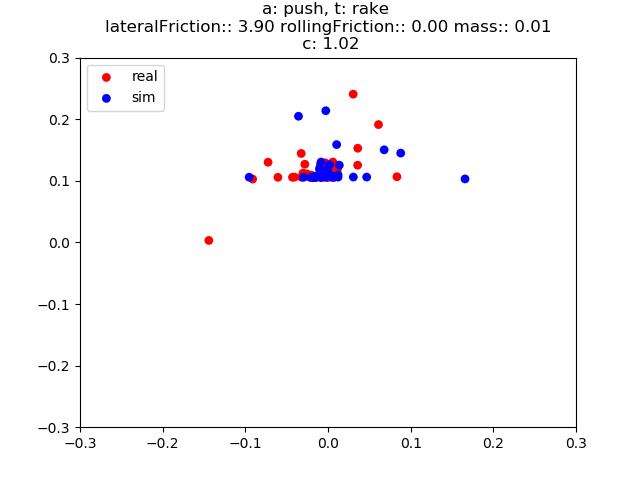 a: push, t: rake
lateralFriction:: 3.90 rollingFriction:: 0.00 mass:: 0.01
c: 1.02
real
sim
0.3
0.2
0.1
0.0
−0.1
−0.2
−0.3
−0.3
−0.2
−0.1
0.0
0.1
0.2
0.3